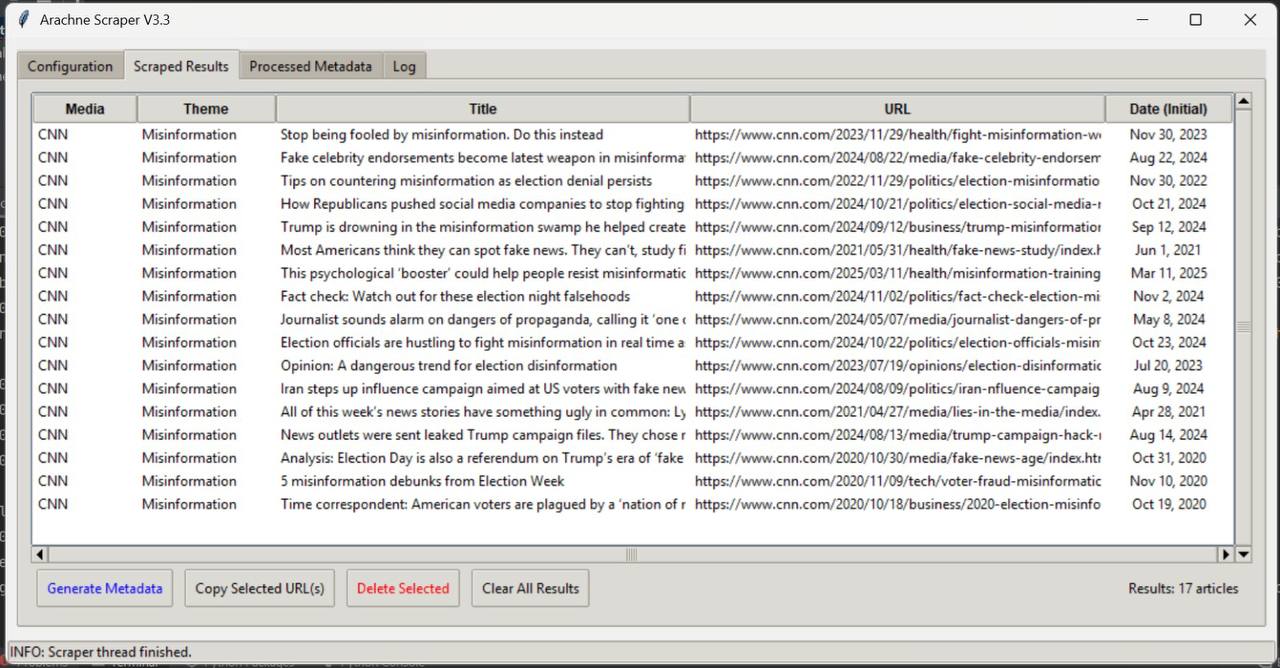 Arachne Scraper V3.3
Configuration Scraped Results Processed Metadata Log
Media Theme Title URL Date (Initial)
CNN Misinformation Stop being fooled by misinformation. Do this instead https://www.cnn.com/2023/11/29/health/fight-misinformation-w Nov 30, 2023
CNN Misinformation Fake celebrity endorsements become latest weapon in misinforma https://www.cnn.com/2024/08/22/media/fake-celebrity-endorsem Aug 22, 2024
CNN Misinformation Tips on countering misinformation as election denial persists https://www.cnn.com/2022/11/29/politics/election-misinformatio Nov 30, 2022
CNN Misinformation How Republicans pushed social media companies to stop fighting https://www.cnn.com/2024/10/21/politics/election-social-media- Oct 21, 2024
CNN Misinformation Trump is drowning in the misinformation swamp he helped create https://www.cnn.com/2024/09/12/business/trump-misinformation Sep 12, 2024
CNN Misinformation Most Americans think they can spot fake news. They can't, study fi https://www.cnn.com/2021/05/31/health/fake-news-study/index.h Jun 1, 2021
CNN Misinformation This psychological 'booster' could help people resist misinformatic https://www.cnn.com/2025/03/11/health/misinformation-training Mar 11, 2025
CNN Misinformation Fact check: Watch out for these election night falsehoods https://www.cnn.com/2024/11/02/politics/fact-check-election-mi Nov 2, 2024
CNN Misinformation Journalist sounds alarm on dangers of propaganda, calling it 'one https://www.cnn.com/2024/05/07/media/journalist-dangers-of-pr May 8, 2024
CNN Misinformation Election officials are hustling to fight misinformation in real time a https://www.cnn.com/2024/10/22/politics/election-officials-misin Oct 23, 2024
CNN Misinformation Opinion: A dangerous trend for election disinformation https://www.cnn.com/2023/07/19/opinions/election-disinformatic Jul 20, 2023
CNN Misinformation Iran steps up influence campaign aimed at US voters with fake new https://www.cnn.com/2024/08/09/politics/iran-nfluence-campaig Aug 9, 2024
CNN Misinformation All of this week's news stories have something ugly in common: Ly https://www.cnn.com/2021/04/27/media/lies-in-the-media/index. Apr 28, 2021
CNN Misinformation News outlets were sent leaked Trump campaign files. They chose https://www.cnn.com/2024/08/13/media/trump-campaign-hack- Aug 14, 2024
CNN Misinformation Analysis: Election Day is also a referendum on Trump's era of 'fake https://www.cnn.com/2020/10/30/media/fake-news-age/index.htr Oct 31, 2020
CNN Misinformation 5 misinformation debunks from Election Week https://www.cnn.com/2020/11/09/tech/voter-fraud-misinformatic Nov 10, 2020
CNN Misinformation Time correspondent: American voters are plagued by a 'nation of r https://www.cnn.com/2020/10/18/business/2020-election-misinfo Oct 19, 2020
Generate Metadata Copy Selected URL(s) Delete Selected Clear All Results Results: 17 articles
INFO: Scraper thread finished.